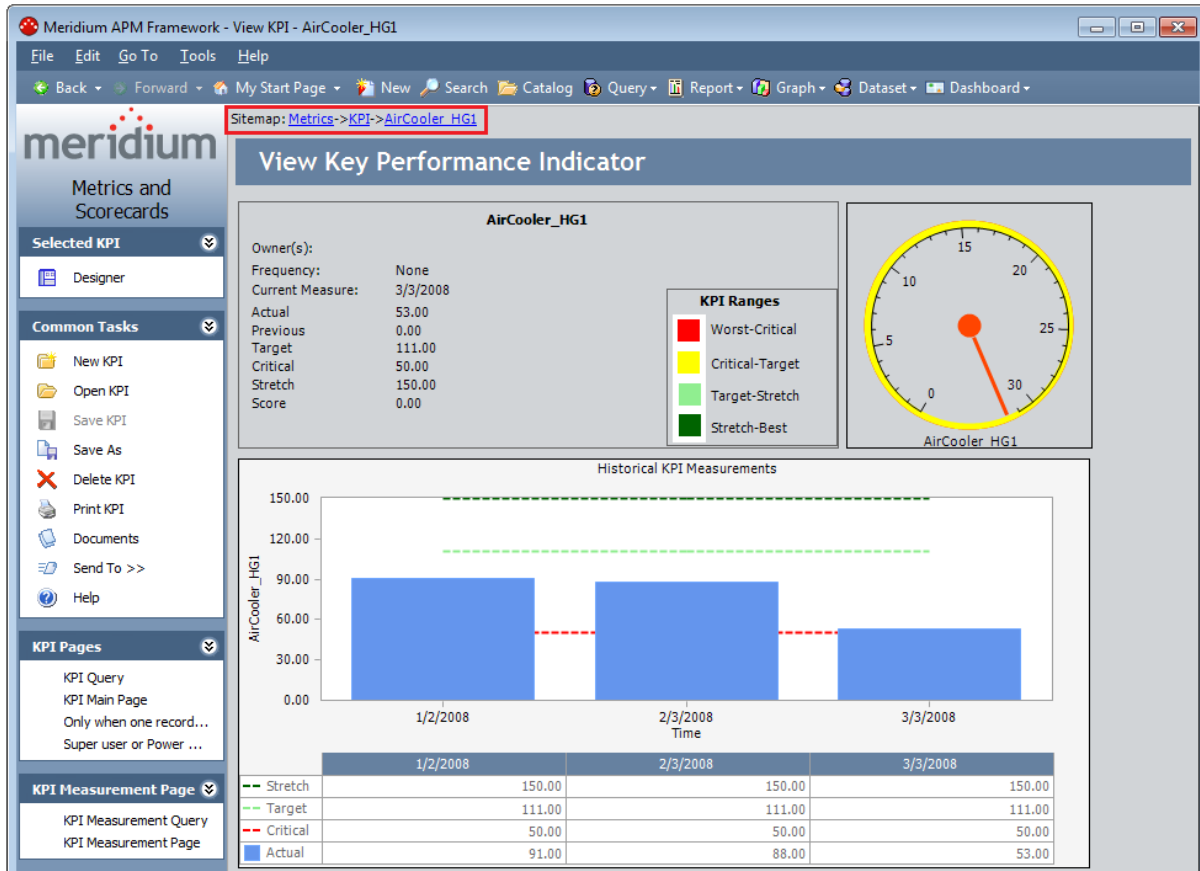 Meridium APM Framework - View KPI - AirCooler_HG1
File Edit Go To Tools Help
Back Forward My Start Page New Search Catalog Query Report Graph Dataset Dashboard
meridium
Metrics and
Scorecards
Selected KPI
Designer
Common Tasks
New KPI
Open KPI
Save KPI
Save As
Delete KPI
Print KPI
Documents
Send To >>
Help
KPI Pages
KPI Query
KPI Main Page
Only when one record...
Super user or Power ...
KPI Measurement Page
KPI Measurement Query
KPI Measurement Page
Sitemap: Metrics->KPI->AirCooler_HG1
View Key Performance Indicator
AirCooler_HG1
Owner(s):
Frequency: None
Current Measure: 3/3/2008
Actual 53.00
Previous 0.00
Target 111.00
Critical 50.00
Stretch 150.00
Score 0.00
KPI Ranges
Worst-Critical
Critical-Target
Target-Stretch
Stretch-Best
0 5 10 15 20 25 30
AirCooler_HG1
Historical KPI Measurements
AirCooler_HG1
150.00
120.00
90.00
60.00
30.00
0.00
1/2/2008 2/3/2008 3/3/2008
Time
1/2/2008 2/3/2008 3/3/2008
Stretch 150.00 150.00 150.00
Target 111.00 111.00 111.00
Critical 50.00 50.00 50.00
Actual 91.00 88.00 53.00